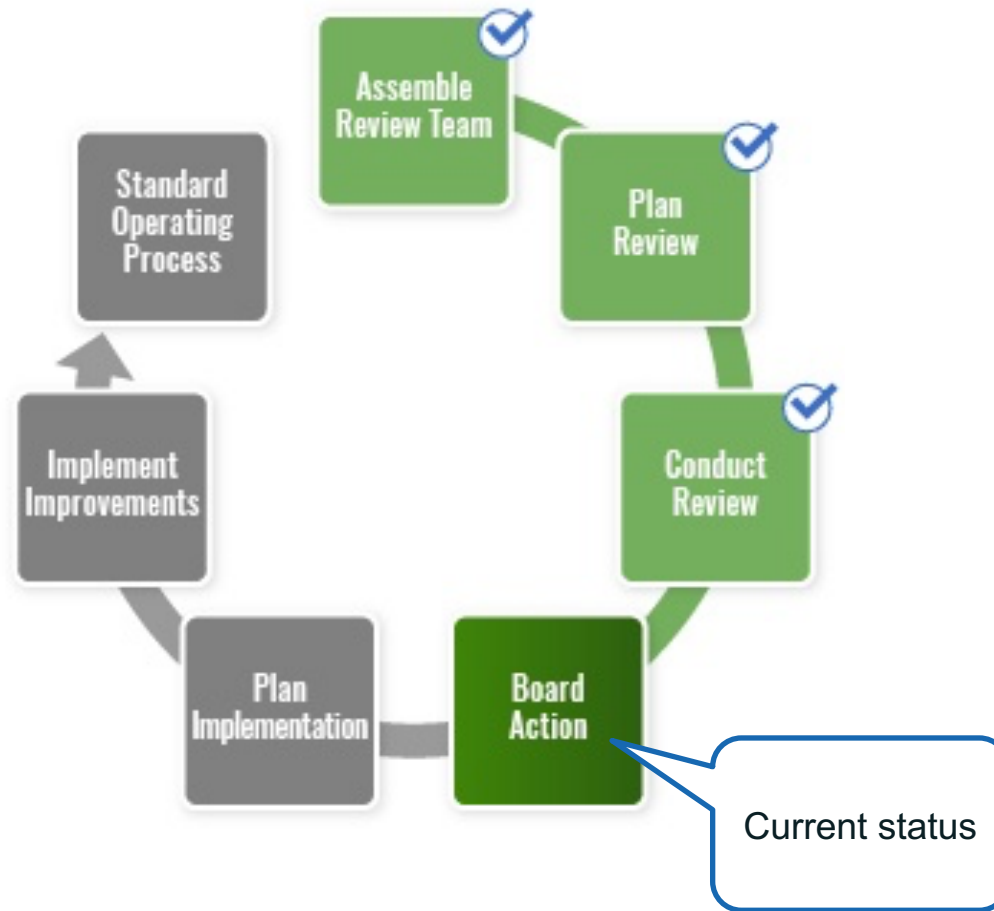 Assemble
Review Team
Plan
Review
Conduct
Review
Board
Action
Current status
Plan
Implementation
Implement
Improvements
Standard
Operating
Process